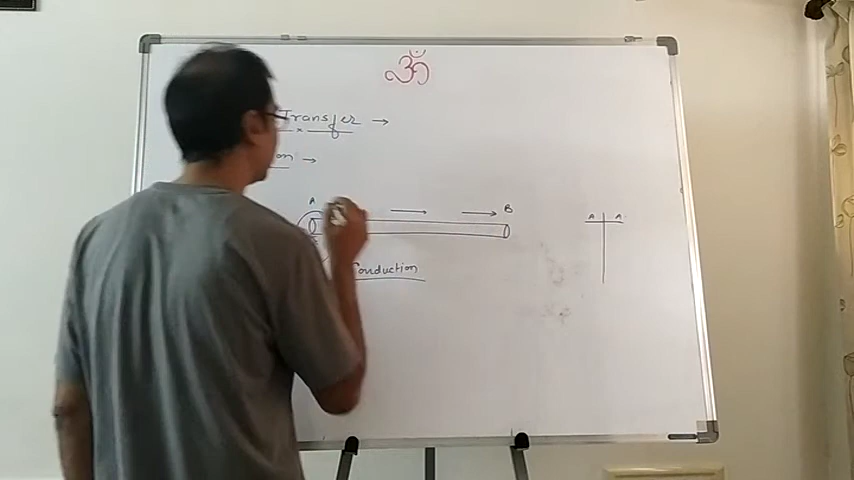 ॐ
Transfer →
on →
A → → B
A A
Conduction